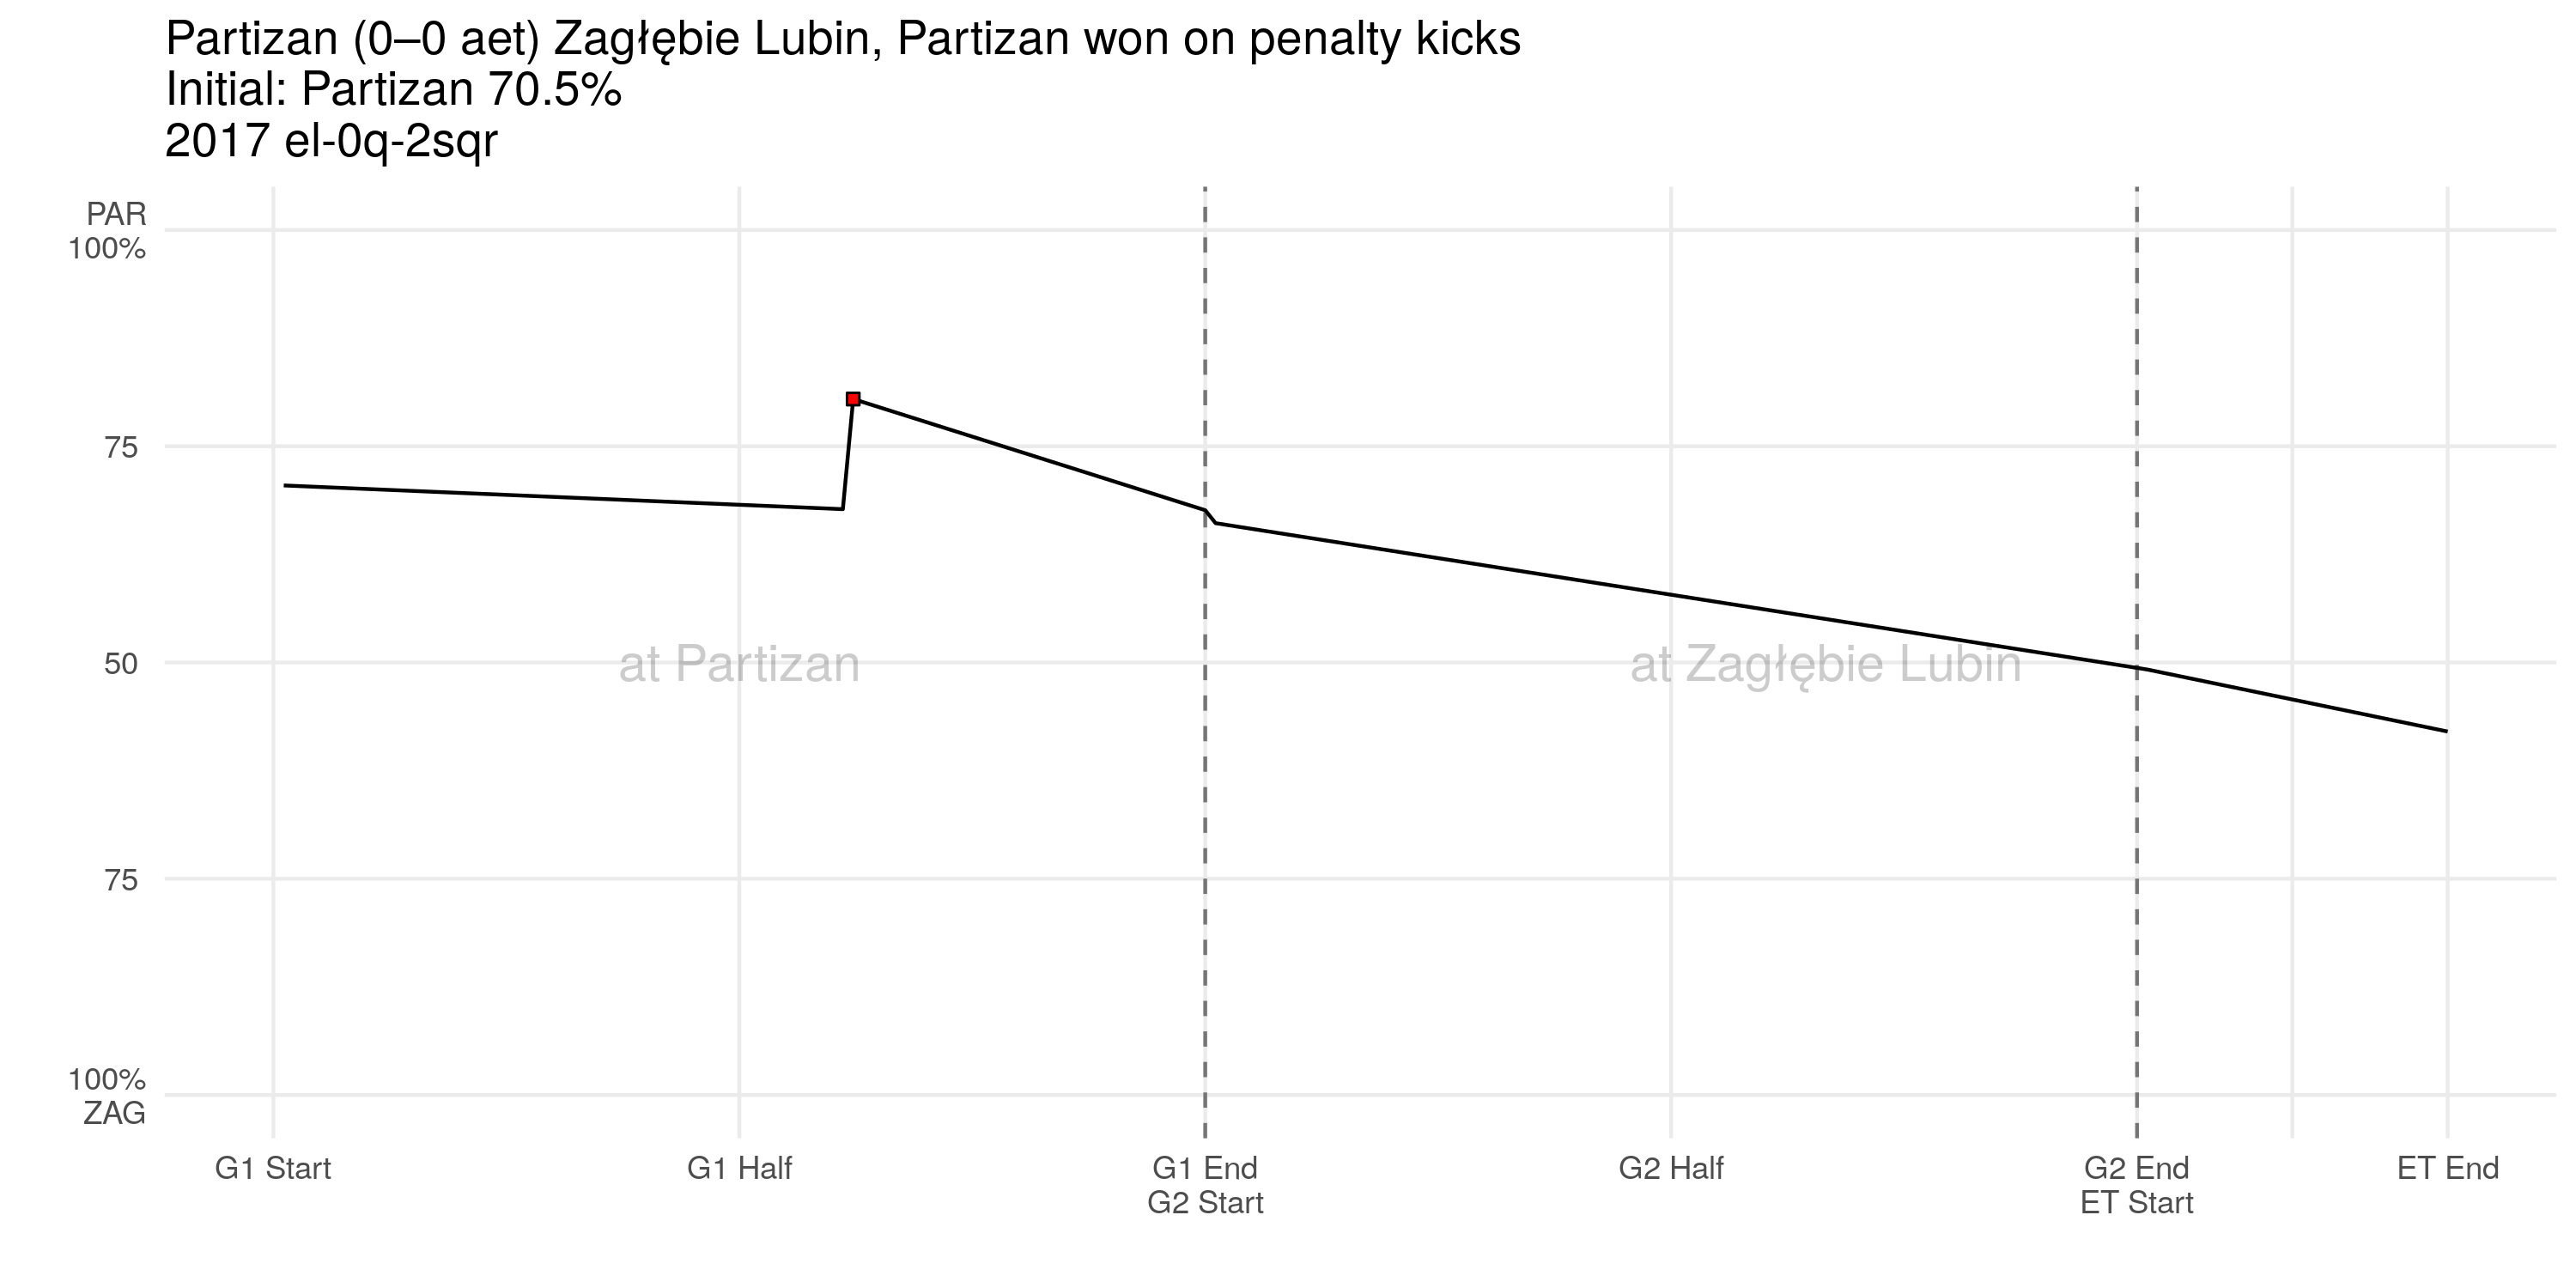 Partizan (0–0 aet) Zagłębie Lubin, Partizan won on penalty kicks
Initial: Partizan 70.5%
2017 el-0q-2sqr
PAR
100%
75
50
75
100%
ZAG
at Partizan
at Zagłębie Lubin
G1 Start
G1 Half
G1 End
G2 Start
G2 Half
G2 End
ET Start
ET End